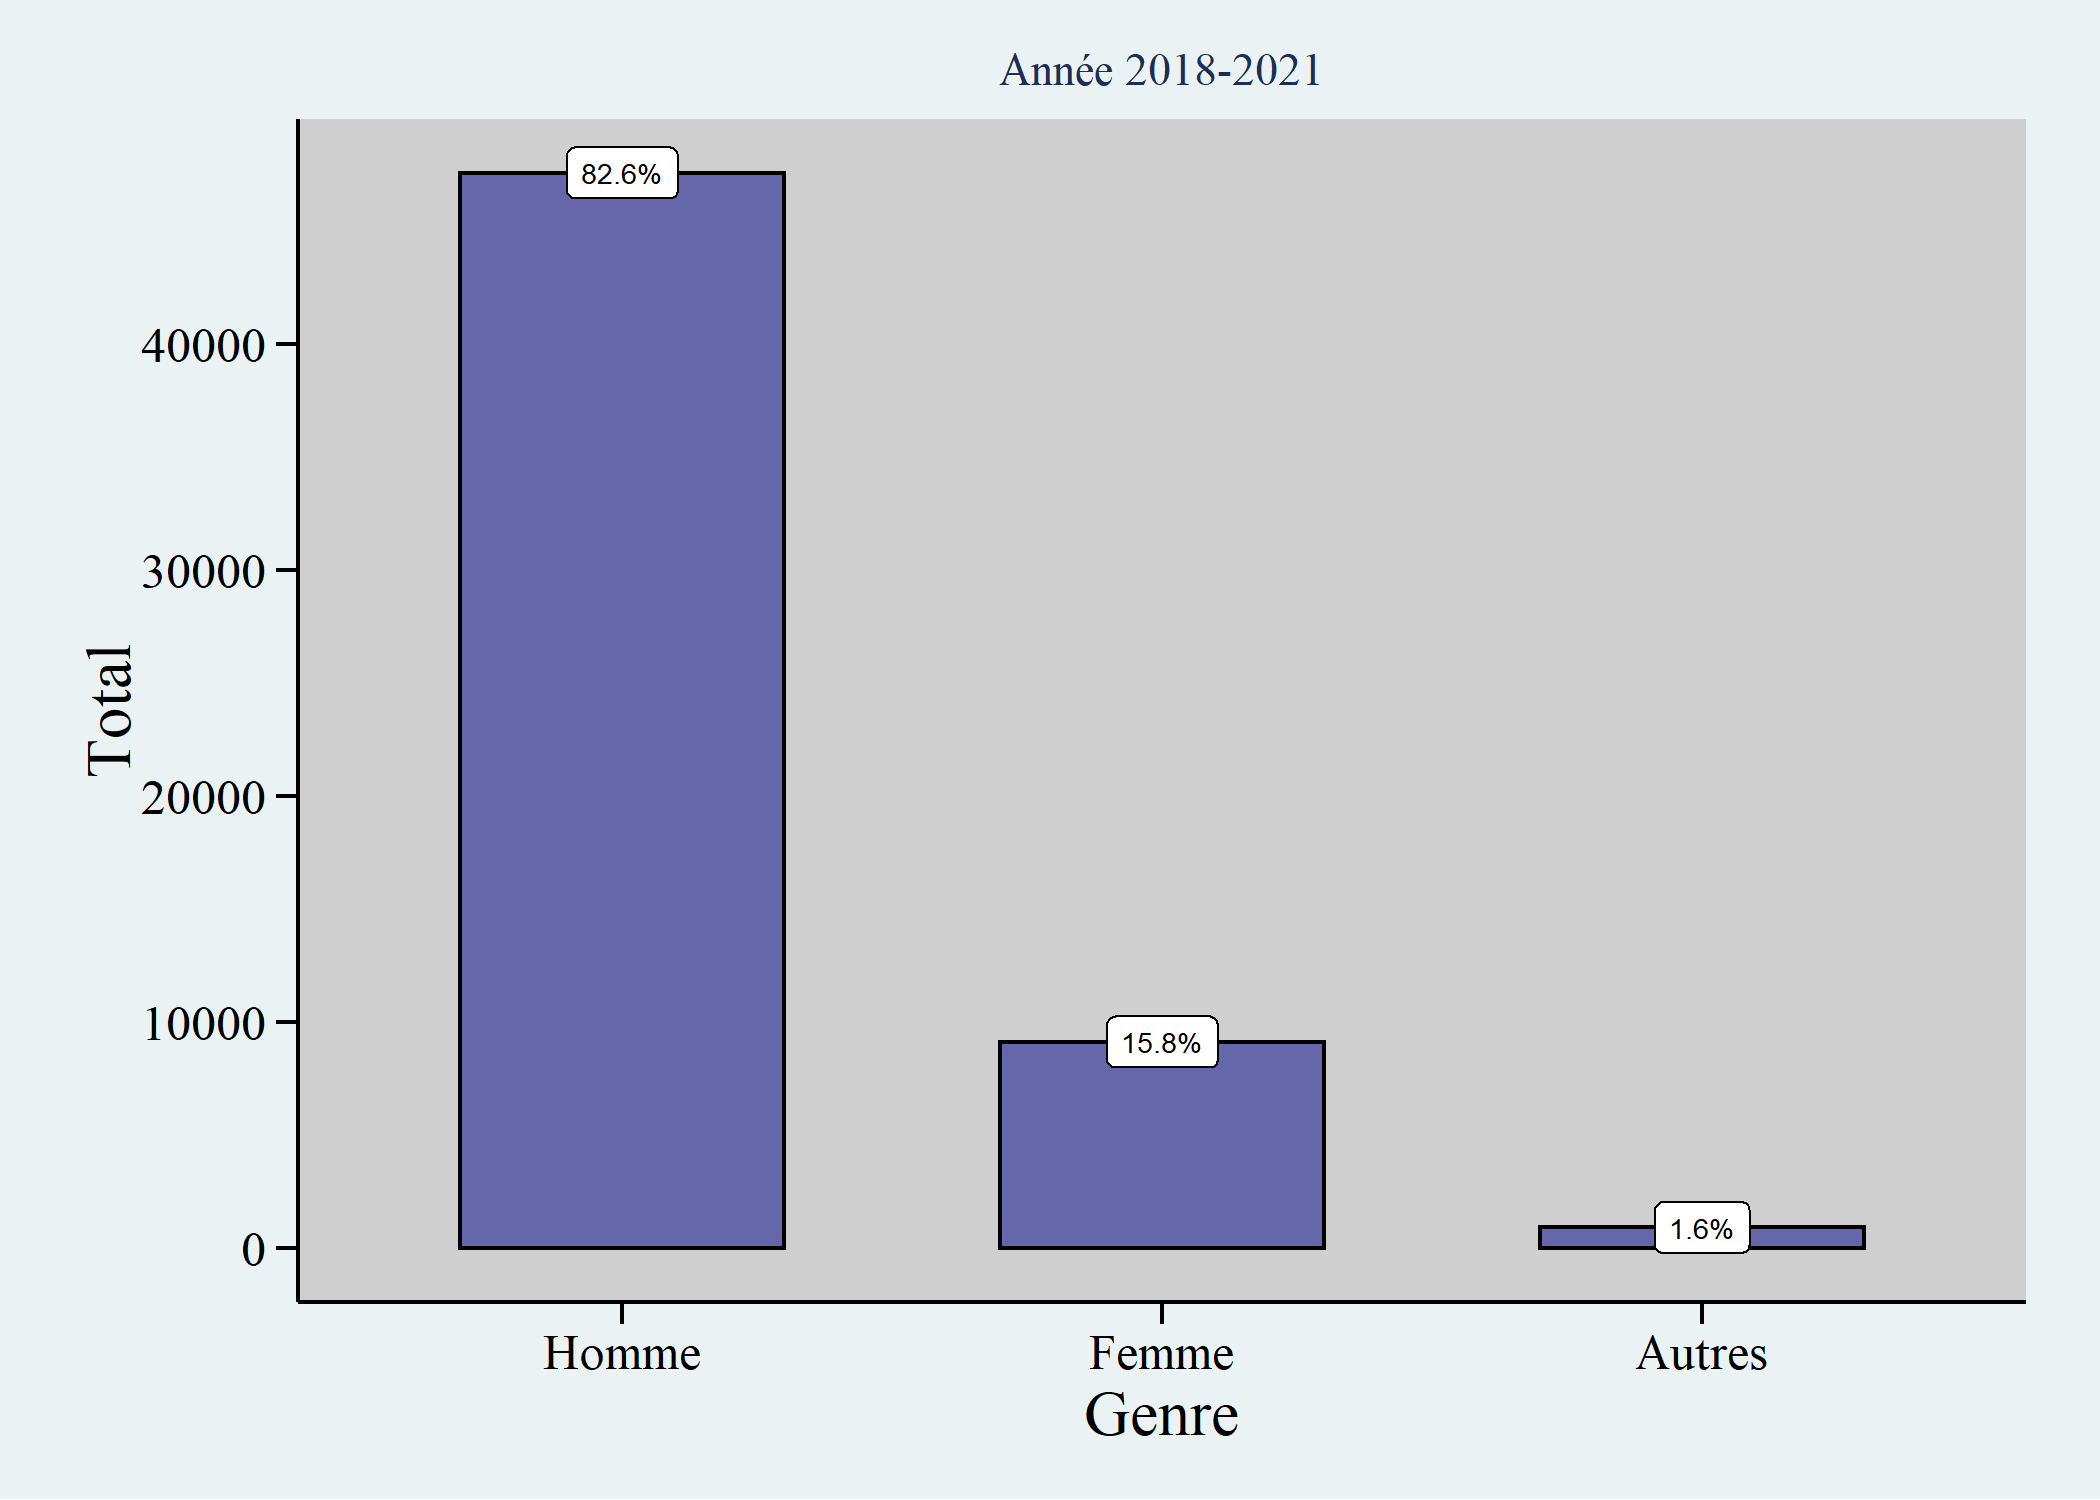 Année 2018-2021
82.6%
40000
30000
Total
20000
10000
15.8%
1.6%
0
Homme
Femme
Autres
Genre